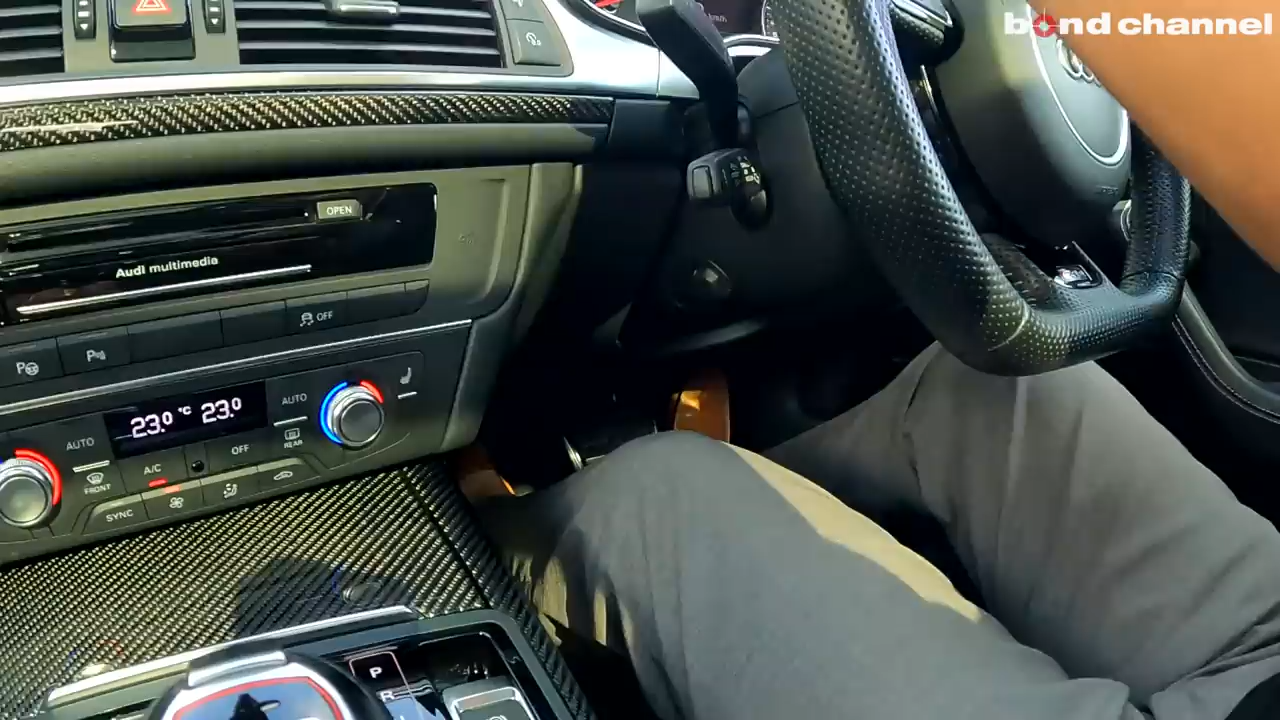 bond channel
OPEN
Audi multimedia
OFF
P
P
23.0 °C 23.0
AUTO
AUTO
OFF
REAR
A/C
FRONT
SYNC
P
R